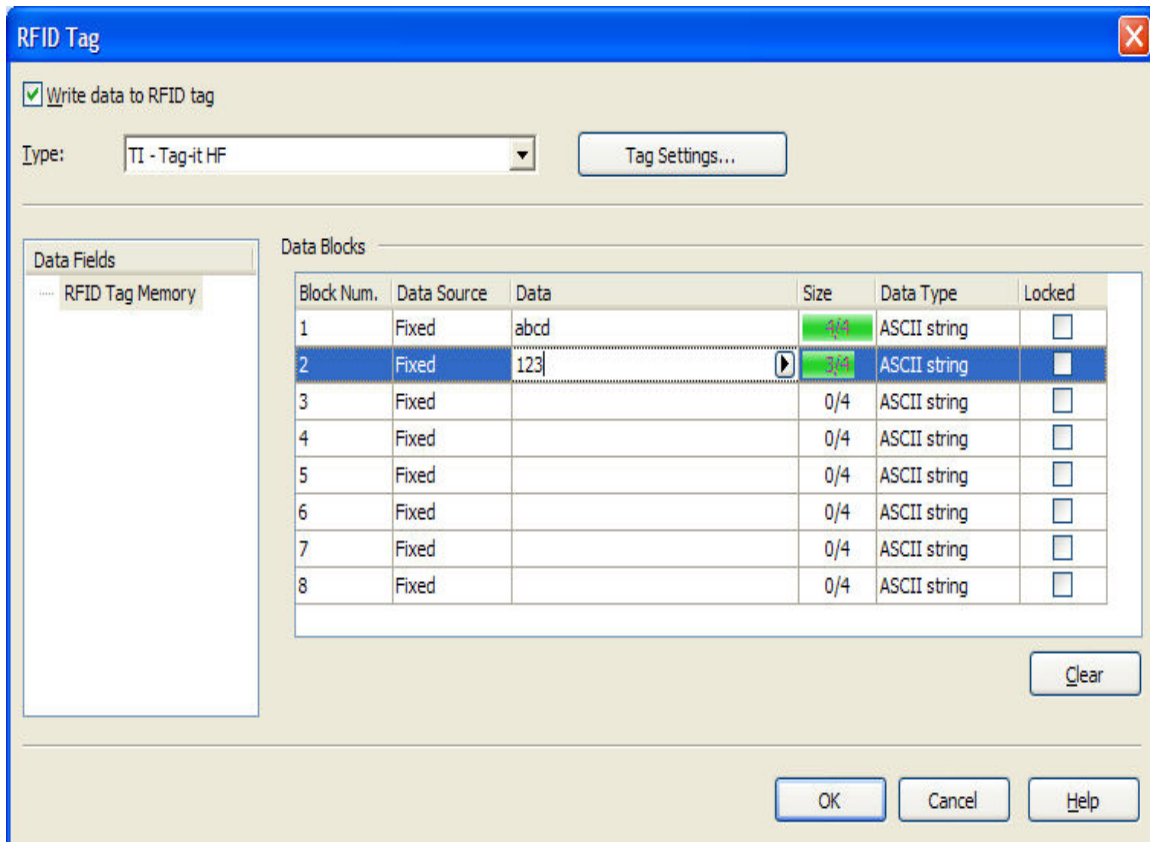 RFID Tag
Write data to RFID tag
Type: TI - Tag-it HF Tag Settings...
Data Fields
RFID Tag Memory
Data Blocks
Block Num. Data Source Data Size Data Type Locked
1 Fixed abcd 4/4 ASCII string
2 Fixed 123 3/4 ASCII string
3 Fixed 0/4 ASCII string
4 Fixed 0/4 ASCII string
5 Fixed 0/4 ASCII string
6 Fixed 0/4 ASCII string
7 Fixed 0/4 ASCII string
8 Fixed 0/4 ASCII string
Clear
OK Cancel Help